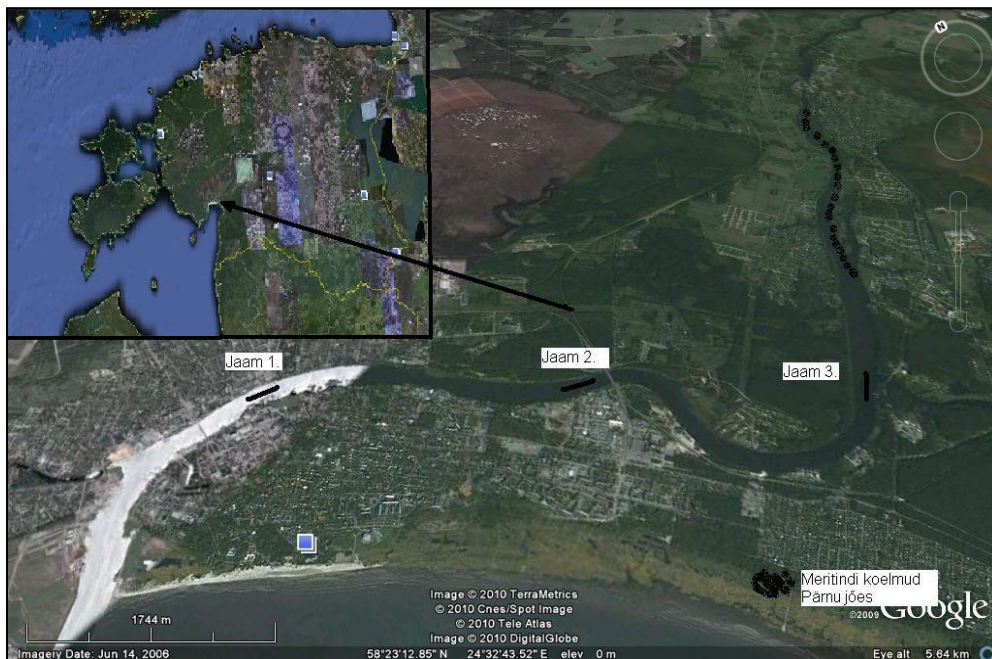 N
Jaam 1.
Jaam 2.
Jaam 3.
Meritindi koelmud
Pärnu jões
Image © 2010 TerraMetrics
© 2010 Cnes/Spot Image
© 2010 Tele Atlas
Image © 2010 DigitalGlobe
©2009 Google
1744 m
Imagery Date: Jun 14, 2006
58°23'12.85" N 24°32'43.52" E elev 0 m
Eye alt 5.64 km